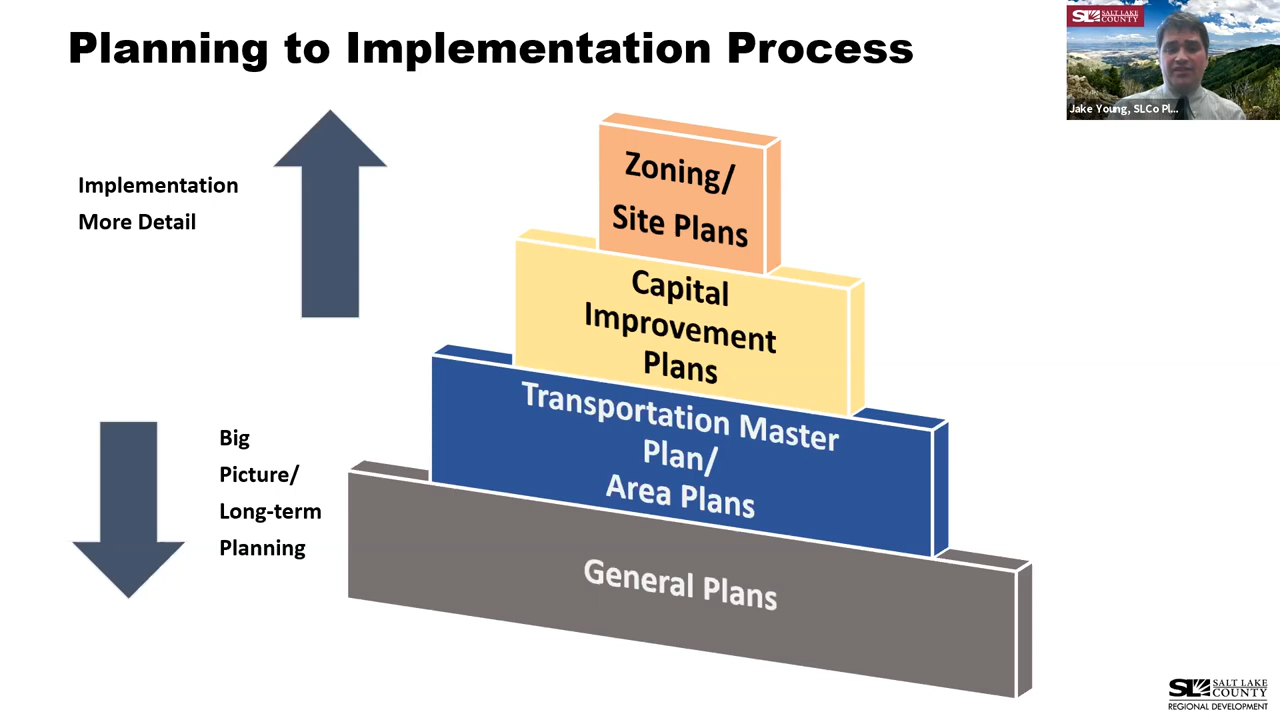 Planning to Implementation Process
SALT LAKE
COUNTY
Jake Young, SLCo Pl...
Implementation
More Detail
Zoning/
Site Plans
Capital
Improvement
Plans
Transportation Master
Plan/
Area Plans
General Plans
Big
Picture/
Long-term
Planning
SL SALT LAKE
COUNTY
REGIONAL DEVELOPMENT